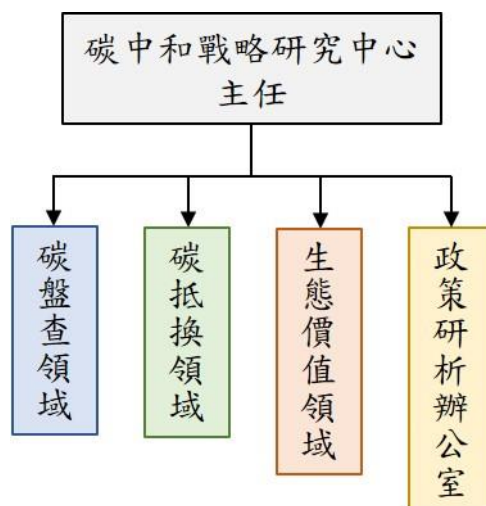 碳中和戰略研究中心
主任
碳盤查領域
碳抵換領域
生態價值領域
政策研析辦公室